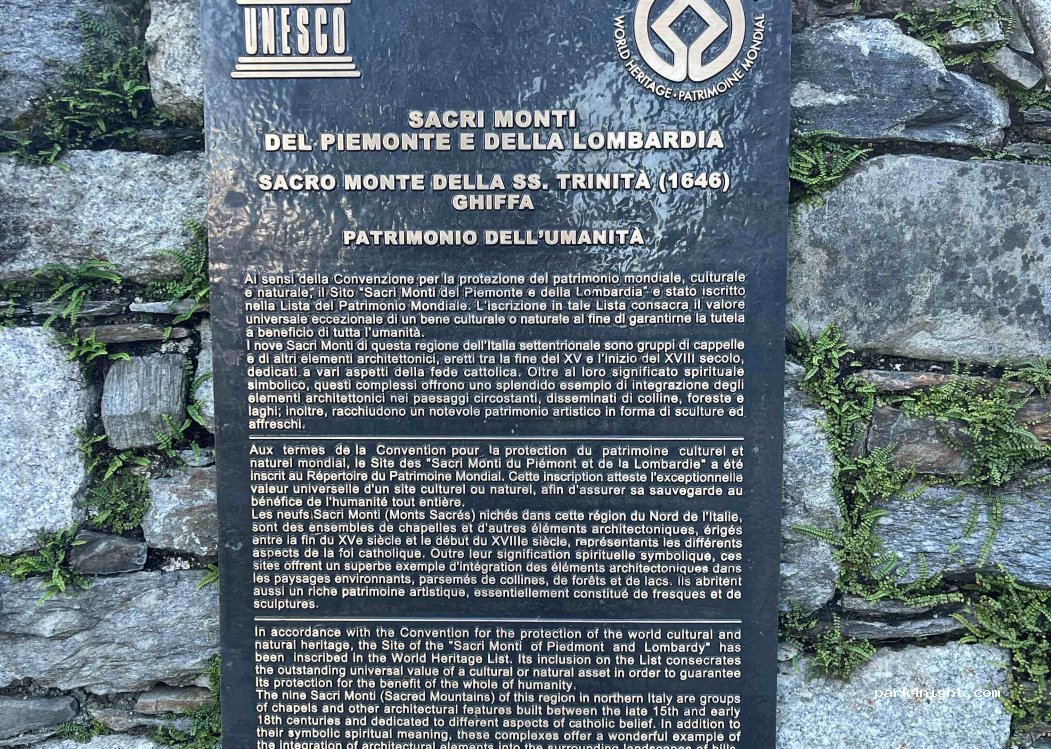 UNESCO
WORLD HERITAGE • PATRIMOINE MONDIAL
SACRI MONTI
DEL PIEMONTE E DELLA LOMBARDIA
SACRO MONTE DELLA SS. TRINITÀ (1646)
GHIFFA
PATRIMONIO DELL'UMANITÀ
Ai sensi della Convenzione per la protezione del patrimonio mondiale, culturale
e naturale, il Sito "Sacri Monti del Piemonte e della Lombardia" è stato iscritto
nella Lista del Patrimonio Mondiale. L'iscrizione in tale Lista consacra il valore
universale eccezionale di un bene culturale o naturale al fine di garantirne la tutela
a beneficio di tutta l'umanità.
I nove Sacri Monti di questa regione dell'Italia settentrionale sono gruppi di cappelle
e di altri elementi architettonici, eretti tra la fine del XV e l'inizio del XVIII secolo,
dedicati a vari aspetti della fede cattolica. Oltre al loro significato spirituale
simbolico, questi complessi offrono uno splendido esempio di integrazione degli
elementi architettonici nei paesaggi circostanti, disseminati di colline, foreste e
laghi; inoltre, racchiudono un notevole patrimonio artistico in forma di sculture ed
affreschi.
Aux termes de la Convention pour la protection du patrimoine culturel et
naturel mondial, le Site des "Sacri Monti du Piémont et de la Lombardie" a été
inscrit au Répertoire du Patrimoine Mondial. Cette inscription atteste l'exceptionnelle
valeur universelle d'un site culturel ou naturel, afin d'assurer sa sauvegarde au
bénéfice de l'humanité tout entière.
Les neufs Sacri Monti (Monts Sacrés) nichés dans cette région du Nord de l'Italie,
sont des ensembles de chapelles et d'autres éléments architectoniques, érigés
entre la fin du XVe siècle et le début du XVIIIe siècle, représentants les différents
aspects de la foi catholique. Outre leur signification spirituelle symbolique, ces
sites offrent un superbe exemple d'intégration des éléments architectoniques dans
les paysages environnants, parsemés de collines, de forêts et de lacs. Ils abritent
aussi un riche patrimoine artistique, essentiellement constitué de fresques et de
sculptures.
In accordance with the Convention for the protection of the world cultural and
natural heritage, the Site of the "Sacri Monti of Piedmont and Lombardy" has
been inscribed in the World Heritage List. Its inclusion on the List consecrates
the outstanding universal value of a cultural or natural asset in order to guarantee
its protection for the benefit of the whole of humanity.
The nine Sacri Monti (Sacred Mountains) of this region in northern Italy are groups
of chapels and other architectural features built between the late 15th and early
18th centuries and dedicated to different aspects of catholic belief. In addition to
their symbolic spiritual meaning, these complexes offer a wonderful example of
the integration of architectural elements into the surrounding landscapes of hills,
park4night.com